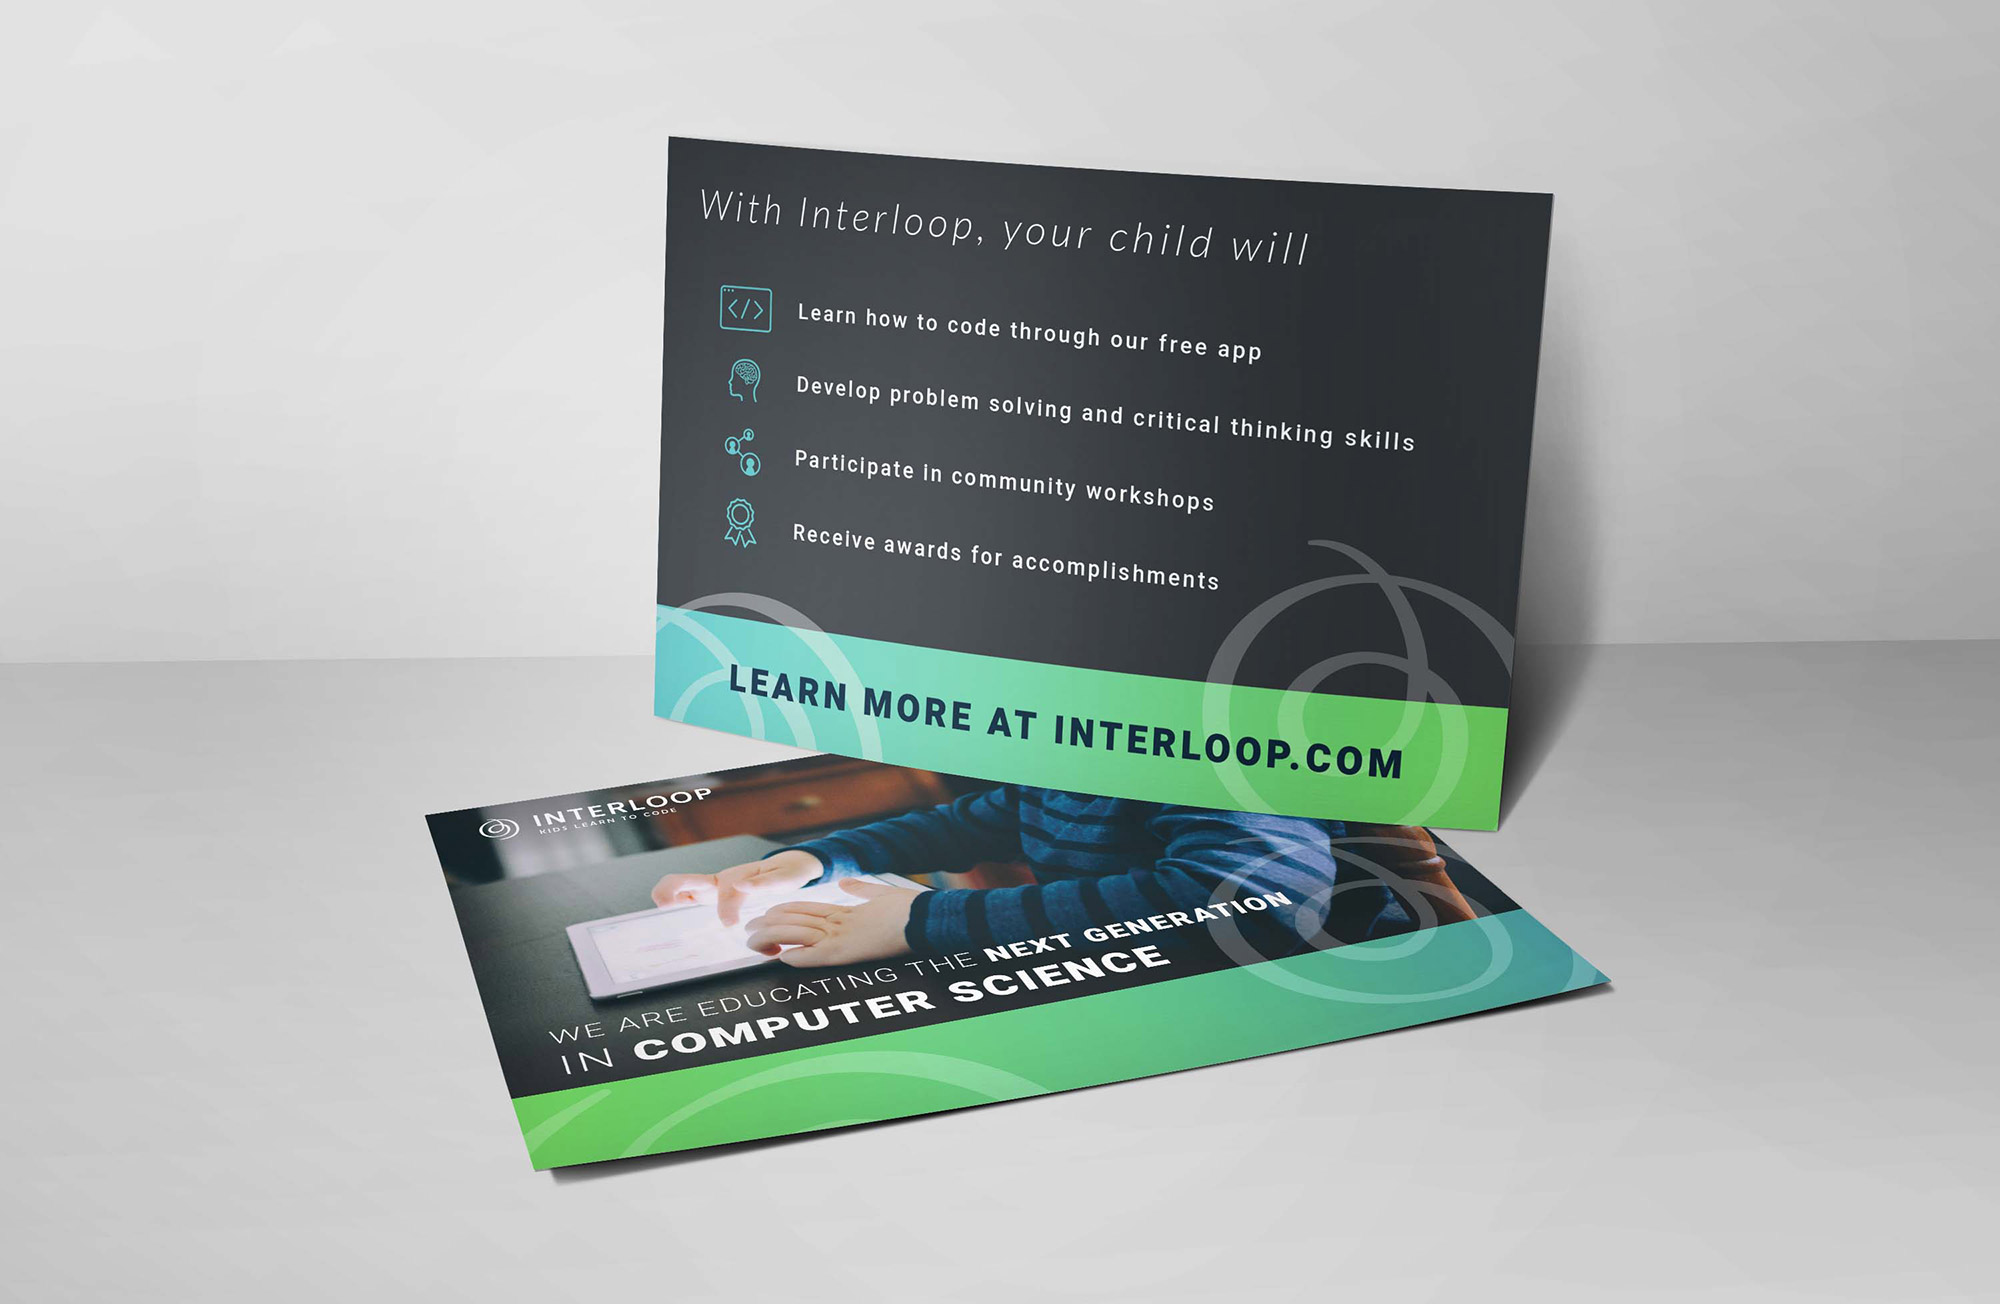 With Interloop, your child will
Learn how to code through our free app
Develop problem solving and critical thinking skills
Participate in community workshops
Receive awards for accomplishments
LEARN MORE AT INTERLOOP.COM
INTERLOOP
KIDS LEARN TO CODE
WE ARE EDUCATING THE NEXT GENERATION
IN COMPUTER SCIENCE